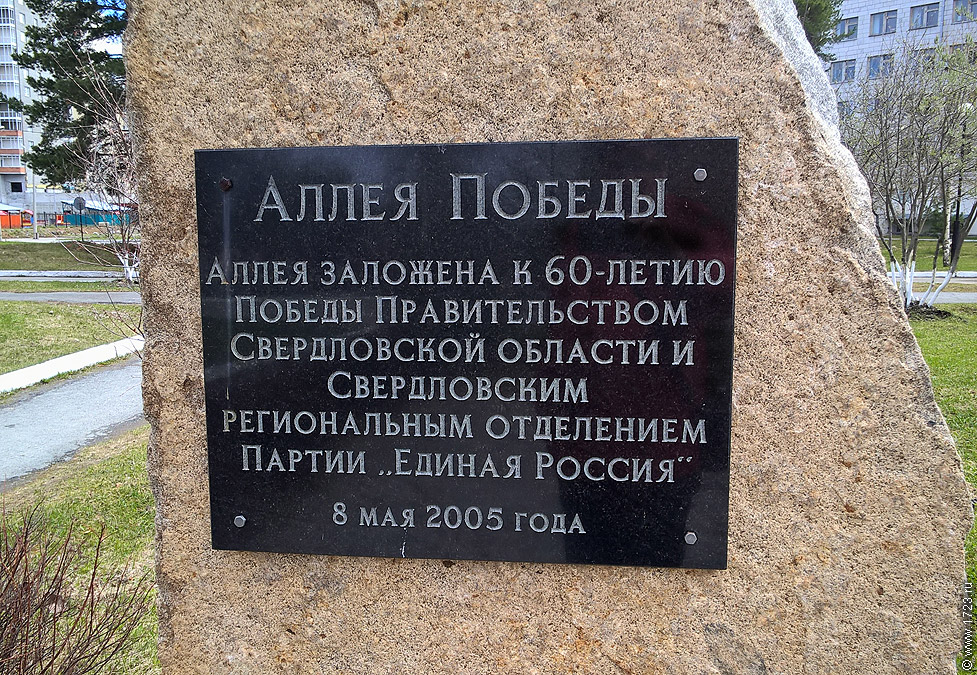 Аллея Победы
Аллея заложена к 60-летию
Победы Правительством
Свердловской области и
Свердловским
региональным отделением
Партии „Единая Россия“
8 мая 2005 года
© www.1723.ru